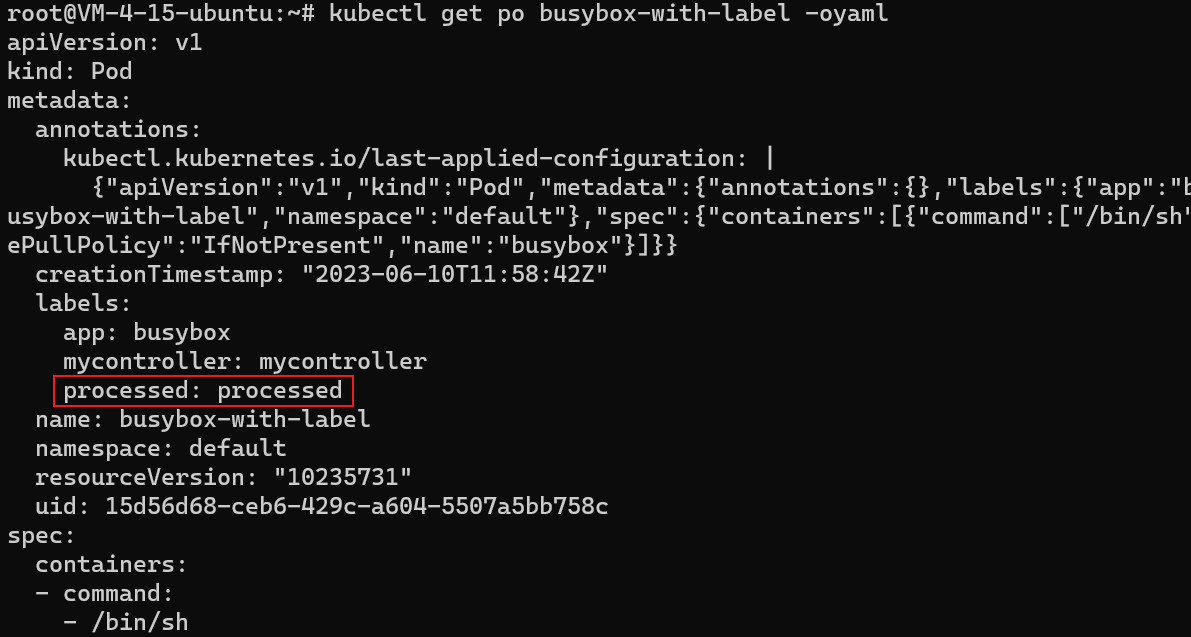 root@VM-4-15-ubuntu:~# kubectl get po busybox-with-label -oyaml
apiVersion: v1
kind: Pod
metadata:
  annotations:
    kubectl.kubernetes.io/last-applied-configuration: |
      {"apiVersion":"v1","kind":"Pod","metadata":{"annotations":{},"labels":{"app":"b
usybox-with-label","namespace":"default"},"spec":{"containers":[{"command":["/bin/sh"
ePullPolicy":"IfNotPresent","name":"busybox"}]}}
  creationTimestamp: "2023-06-10T11:58:42Z"
  labels:
    app: busybox
    mycontroller: mycontroller
    processed: processed
  name: busybox-with-label
  namespace: default
  resourceVersion: "10235731"
  uid: 15d56d68-ceb6-429c-a604-5507a5bb758c
spec:
  containers:
  - command:
    - /bin/sh